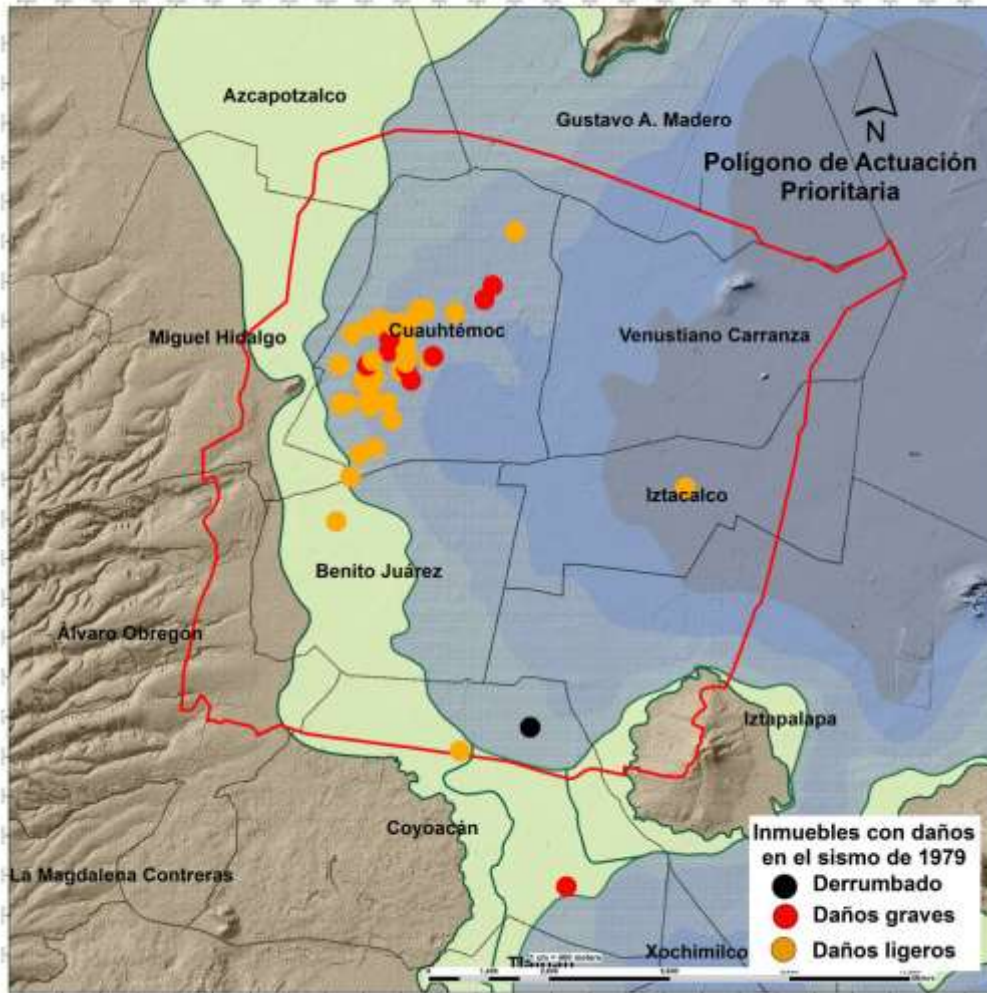 Azcapotzalco
Gustavo A. Madero
N
Polígono de Actuación
Prioritaria
Miguel Hidalgo
Cuauhtémoc
Venustiano Carranza
Iztacalco
Benito Juárez
Álvaro Obregón
Iztapalapa
Coyoacán
La Magdalena Contreras
Xochimilco
Tlalpan
Inmuebles con daños
en el sismo de 1979
Derrumbado
Daños graves
Daños ligeros